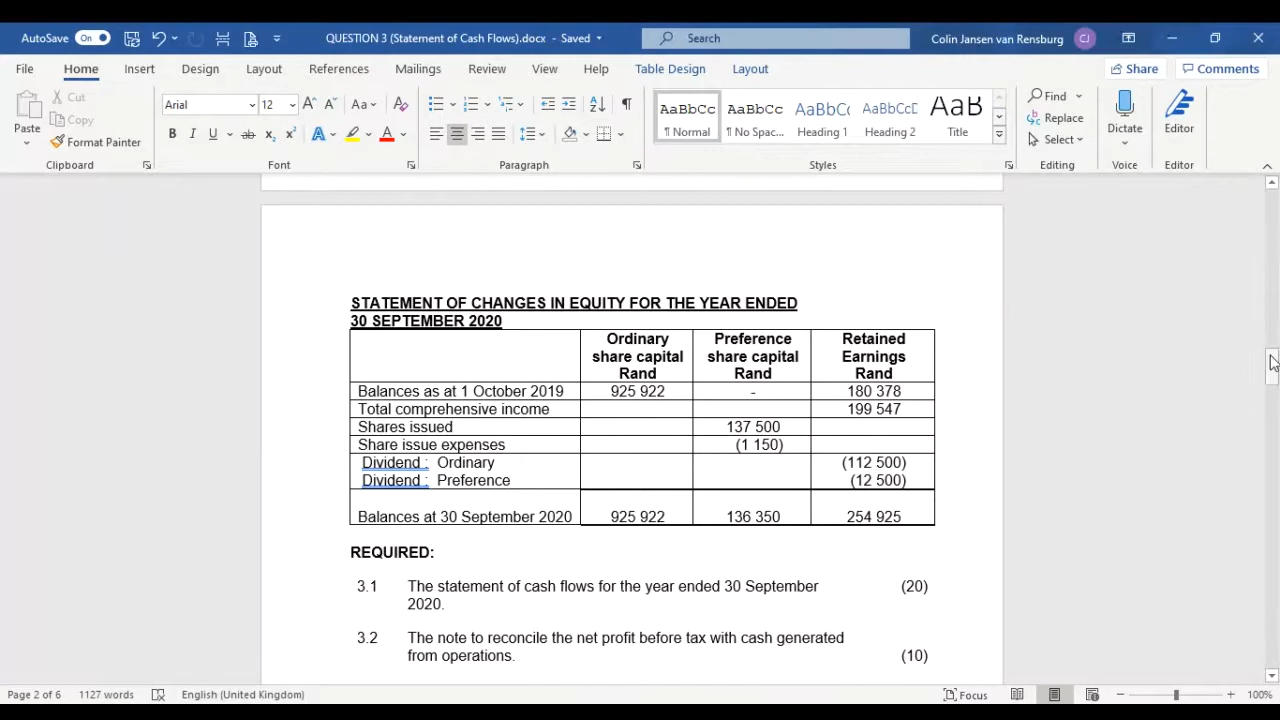 AutoSave On QUESTION 3 (Statement of Cash Flows).docx - Saved Search Colin Jansen van Rensburg CJ
File Home Insert Design Layout References Mailings Review View Help Table Design Layout Share Comments
Paste Cut Copy Format Painter
Arial 12 A A Aa A
B I U ab x₂ x² A A
AaBbCc AaBbCc AaBbCc AaBbCcD AaB
¶ Normal ¶ No Spac... Heading 1 Heading 2 Title
Find Replace Select Dictate Editor
Clipboard Font Paragraph Styles Editing Voice Editor
STATEMENT OF CHANGES IN EQUITY FOR THE YEAR ENDED
30 SEPTEMBER 2020
Ordinary share capital Rand Preference share capital Rand Retained Earnings Rand
Balances as at 1 October 2019 925 922 - 180 378
Total comprehensive income 199 547
Shares issued 137 500
Share issue expenses (1 150)
Dividend : Ordinary (112 500)
Dividend : Preference (12 500)
Balances at 30 September 2020 925 922 136 350 254 925
REQUIRED:
3.1 The statement of cash flows for the year ended 30 September (20)
2020.
3.2 The note to reconcile the net profit before tax with cash generated
from operations. (10)
Page 2 of 6 1127 words English (United Kingdom) Focus 100%